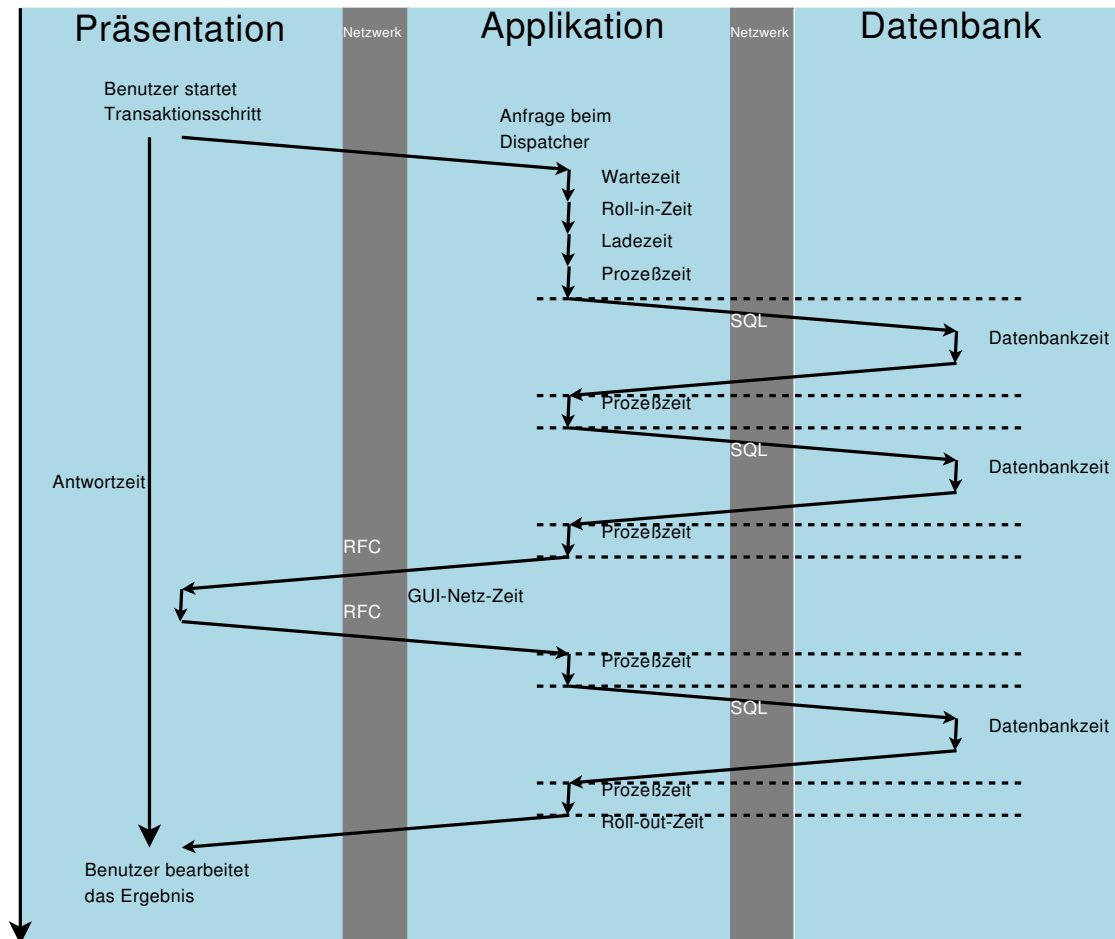 Präsentation
Netzwerk
Applikation
Netzwerk
Datenbank
Benutzer startet
Transaktionsschritt
Anfrage beim
Dispatcher
Wartezeit
Roll-in-Zeit
Ladezeit
Prozeßzeit
SQL
Datenbankzeit
Prozeßzeit
SQL
Datenbankzeit
Antwortzeit
Prozeßzeit
RFC
GUI-Netz-Zeit
RFC
Prozeßzeit
SQL
Datenbankzeit
Prozeßzeit
Roll-out-Zeit
Benutzer bearbeitet
das Ergebnis